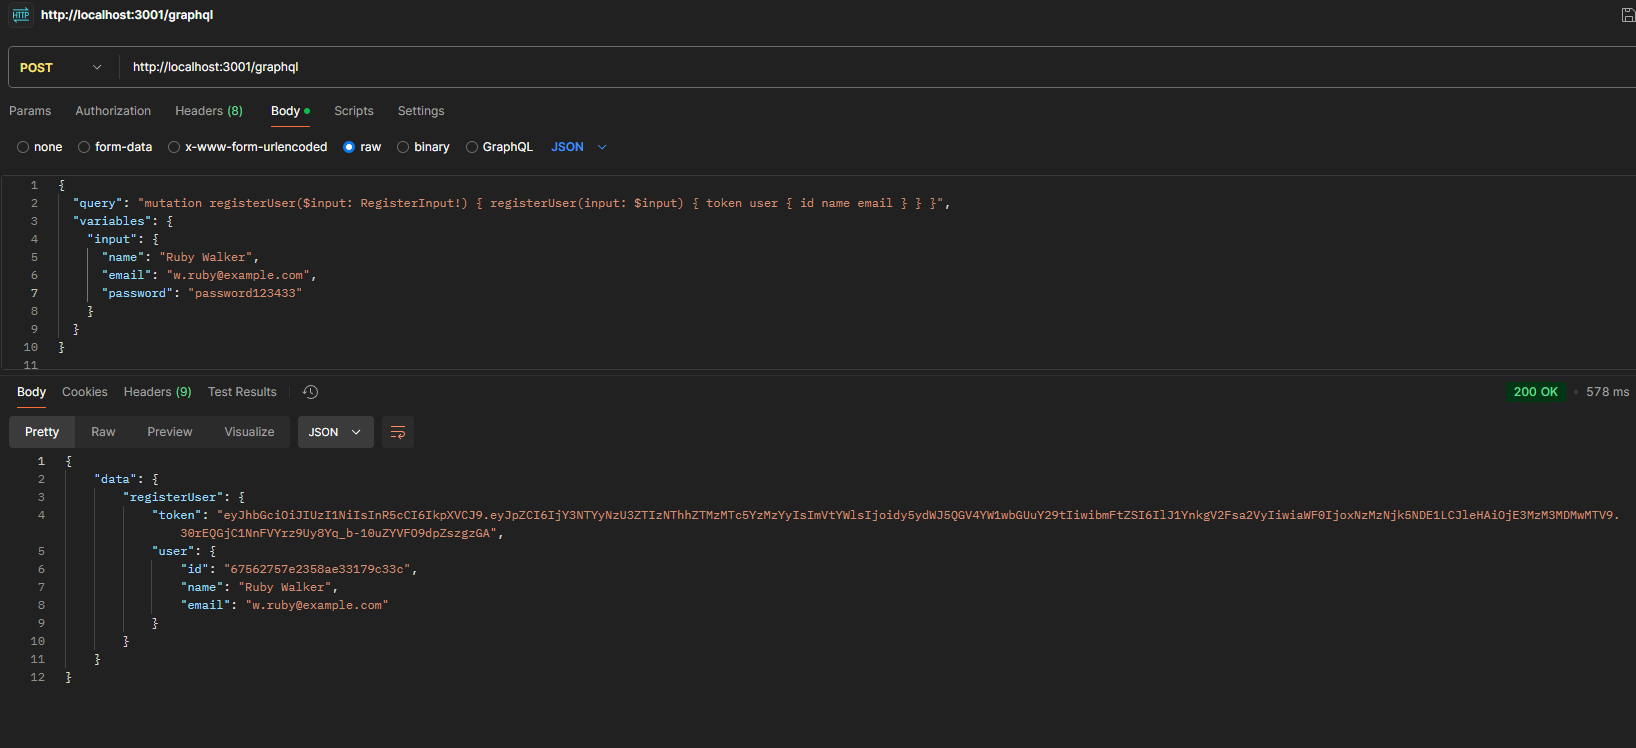 HTTP http://localhost:3001/graphql
POST http://localhost:3001/graphql
Params Authorization Headers (8) Body Scripts Settings
none form-data x-www-form-urlencoded raw binary GraphQL JSON
1 {
2 "query": "mutation registerUser($input: RegisterInput!) { registerUser(input: $input) { token user { id name email } } }",
3 "variables": {
4 "input": {
5 "name": "Ruby Walker",
6 "email": "w.ruby@example.com",
7 "password": "password123433"
8 }
9 }
10 }
11
Body Cookies Headers (9) Test Results 200 OK • 578 ms
Pretty Raw Preview Visualize JSON
1 {
2 "data": {
3 "registerUser": {
4 "token": "eyJhbGciOiJIUzI1NiIsInR5cCI6IkpXVCJ9.eyJpZCI6IjY3NTYyNzU3ZTIzNThhZTMzMTc5YzMzYyIsImVtYWlsIjoidy5ydWJ5QGV4YW1wbGUuY29tIiwibmFtZSI6IlJ1YnkgV2Fsa2VyIiwiaWF0IjoxNzMzNjk5NDE1LCJleHAiOjE3MzM3MDMwMTV9.
30rEQGjC1NnFVYrz9Uy8Yq_b-10uZYVFO9dpZszgzGA",
5 "user": {
6 "id": "67562757e2358ae33179c33c",
7 "name": "Ruby Walker",
8 "email": "w.ruby@example.com"
9 }
10 }
11 }
12 }